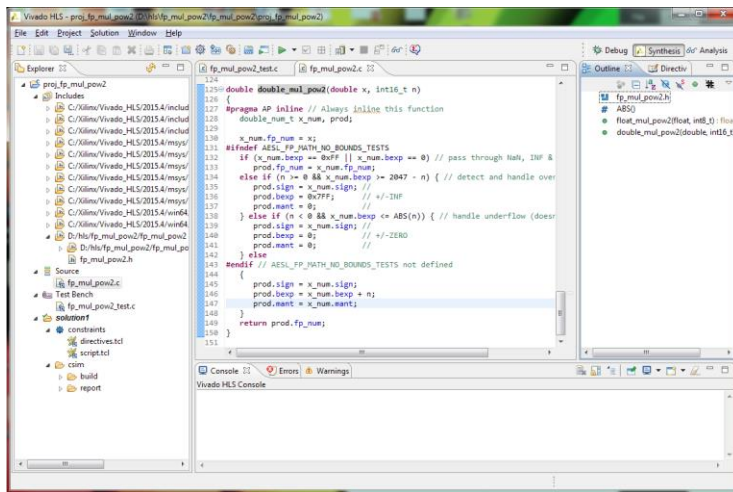 Vivado HLS - proj_fp_mul_pow2 (D:\hls\fp_mul_pow2\fp_mul_pow2\proj_fp_mul_pow2)
File Edit Project Solution Window Help
Debug Synthesis Analysis
Explorer
proj_fp_mul_pow2
Includes
C:/Xilinx/Vivado_HLS/2015.4/includ
C:/Xilinx/Vivado_HLS/2015.4/includ
C:/Xilinx/Vivado_HLS/2015.4/msys/
C:/Xilinx/Vivado_HLS/2015.4/includ
C:/Xilinx/Vivado_HLS/2015.4/includ
C:/Xilinx/Vivado_HLS/2015.4/msys/
C:/Xilinx/Vivado_HLS/2015.4/msys/
C:/Xilinx/Vivado_HLS/2015.4/msys/
C:/Xilinx/Vivado_HLS/2015.4/msys/
C:/Xilinx/Vivado_HLS/2015.4/win64
C:/Xilinx/Vivado_HLS/2015.4/win64,
D:/hls/fp_mul_pow2/fp_mul_pow2
D:/hls/fp_mul_pow2/fp_mul_po
fp_mul_pow2.h
Source
fp_mul_pow2.c
Test Bench
fp_mul_pow2_test.c
solution1
constraints
directives.tcl
script.tcl
csim
build
report
fp_mul_pow2_test.c fp_mul_pow2.c
124
125 double double_mul_pow2(double x, int16_t n)
126 {
127 #pragma AP inline // Always inline this function
128 double_num_t x_num, prod;
129
130 x_num.fp_num = x;
131 #ifndef AESL_FP_MATH_NO_BOUNDS_TESTS
132 if (x_num.bexp == 0xFF || x_num.bexp == 0) // pass through NaN, INF &
133 prod.fp_num = x_num.fp_num;
134 else if (n >= 0 && x_num.bexp >= 2047 - n) { // detect and handle over
135 prod.sign = x_num.sign; //
136 prod.bexp = 0x7FF; // +/-INF
137 prod.mant = 0; //
138 } else if (n < 0 && x_num.bexp <= ABS(n)) { // handle underflow (doesn
139 prod.sign = x_num.sign; //
140 prod.bexp = 0; // +/-ZERO
141 prod.mant = 0; //
142 } else
143 #endif // AESL_FP_MATH_NO_BOUNDS_TESTS not defined
144 {
145 prod.sign = x_num.sign;
146 prod.bexp = x_num.bexp + n;
147 prod.mant = x_num.mant;
148 }
149 return prod.fp_num;
150 }
151
Outline Directiv
fp_mul_pow2.h
ABS()
float_mul_pow2(float, int8_t) : floa
double_mul_pow2(double, int16_t
Console Errors Warnings
Vivado HLS Console